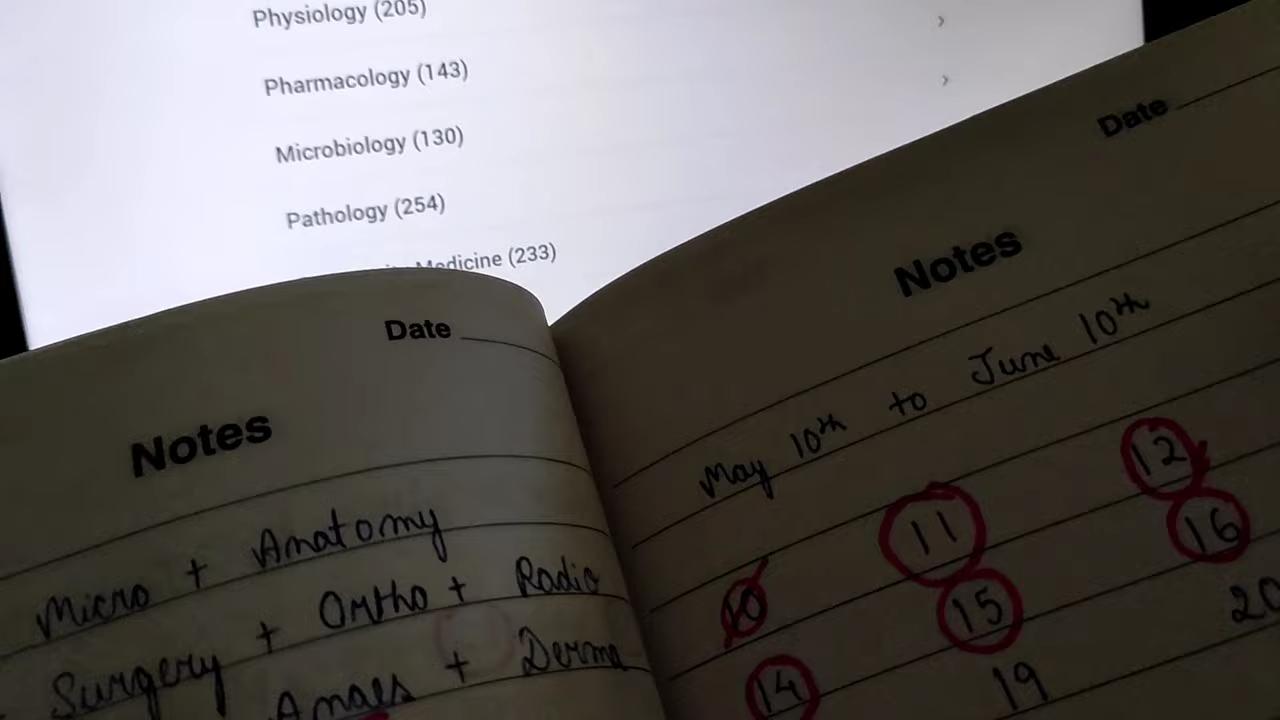 Physiology (205)
Pharmacology (143)
Microbiology (130)
Pathology (254)
Medicine (233)
Date
Notes
Micro + Anatomy
Surgery + Ortho + Radio
Anaes + Derma
Date
Notes
May 10th to June 10th
10 11 12
14 15 16
19 20